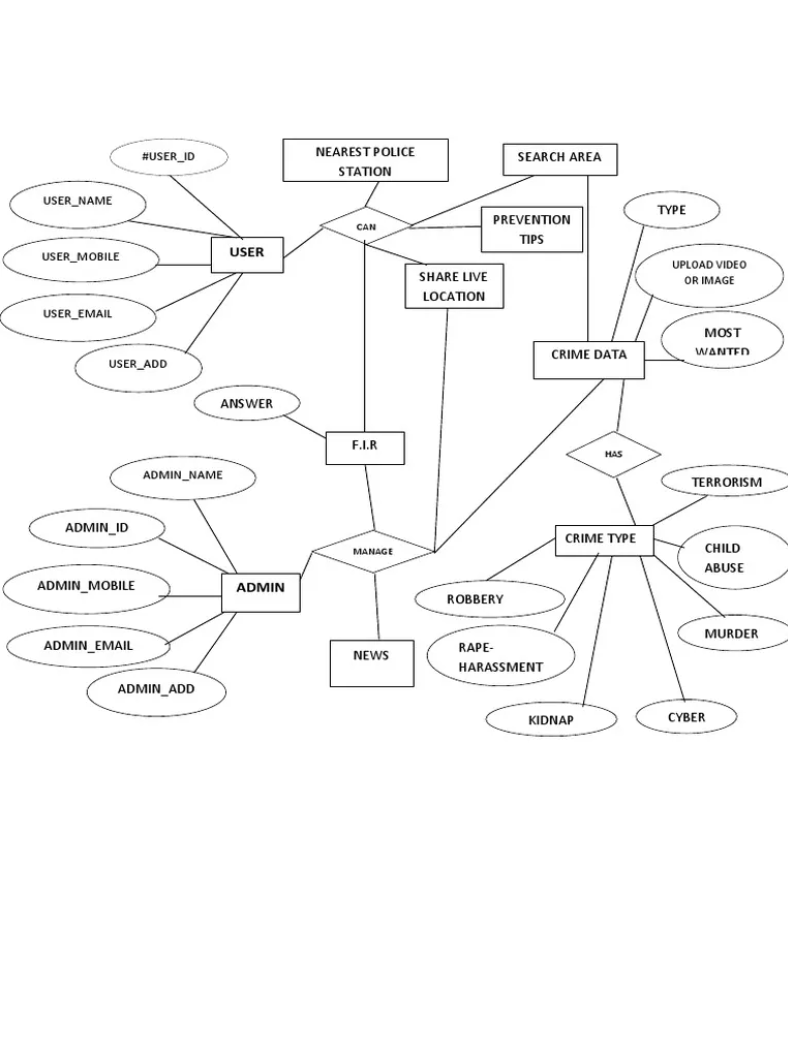 #USER_ID
NEAREST POLICE
STATION
SEARCH AREA
USER_NAME
TYPE
CAN
PREVENTION
TIPS
USER
USER_MOBILE
SHARE LIVE
LOCATION
UPLOAD VIDEO
OR IMAGE
USER_EMAIL
MOST
WANTED
CRIME DATA
USER_ADD
ANSWER
F.I.R
HAS
ADMIN_NAME
TERRORISM
ADMIN_ID
CRIME TYPE
MANAGE
CHILD
ABUSE
ADMIN_MOBILE
ADMIN
ROBBERY
MURDER
ADMIN_EMAIL
NEWS
RAPE-
HARASSMENT
ADMIN_ADD
KIDNAP
CYBER